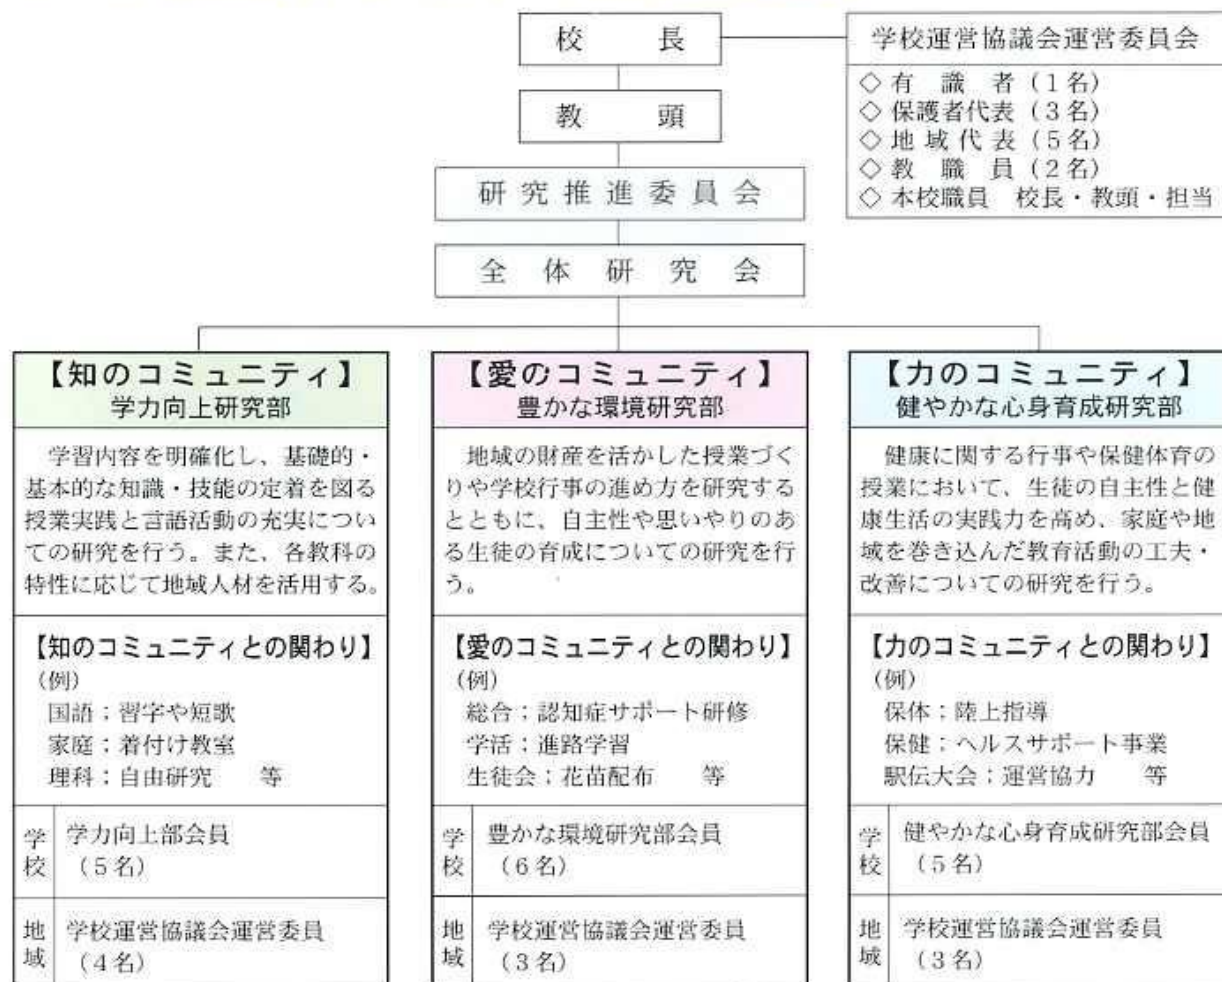 校　長
教　頭
研究推進委員会
全体研究会
学校運営協議会運営委員会
◇有識者（1名）
◇保護者代表（3名）
◇地域代表（5名）
◇教職員（2名）
◇本校職員　校長・教頭・担当
【知のコミュニティ】
学力向上研究部
学習内容を明確化し、基礎的・
基本的な知識・技能の定着を図る
授業実践と言語活動の充実につい
ての研究を行う。また、各教科の
特性に応じて地域人材を活用する。
【知のコミュニティとの関わり】
（例）
国語；習字や短歌
家庭；着付け教室
理科；自由研究　等
学校
学力向上部会員
（5名）
地域
学校運営協議会運営委員
（4名）
【愛のコミュニティ】
豊かな環境研究部
地域の財産を活かした授業づく
りや学校行事の進め方を研究する
とともに、自主性や思いやりのあ
る生徒の育成についての研究を行
う。
【愛のコミュニティとの関わり】
（例）
総合；認知症サポート研修
学活；進路学習
生徒会；花苗配布　等
学校
豊かな環境研究部会員
（6名）
地域
学校運営協議会運営委員
（3名）
【力のコミュニティ】
健やかな心身育成研究部
健康に関する行事や保健体育の
授業において、生徒の自主性と健
康生活の実践力を高め、家庭や地
域を巻き込んだ教育活動の工夫・
改善についての研究を行う。
【力のコミュニティとの関わり】
（例）
保体；陸上指導
保健；ヘルスサポート事業
駅伝大会；運営協力　等
学校
健やかな心身育成研究部会員
（5名）
地域
学校運営協議会運営委員
（3名）